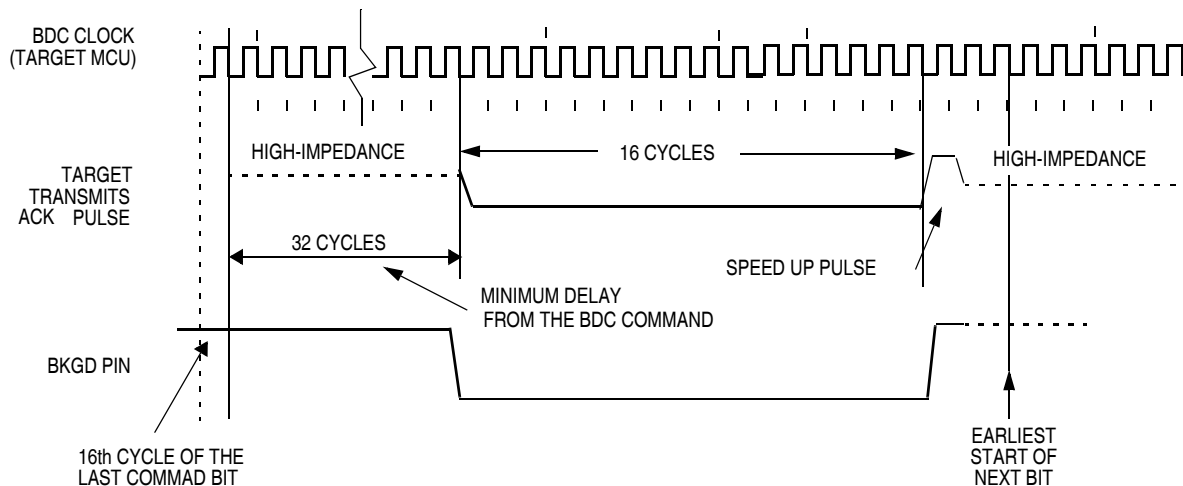 BDC CLOCK
(TARGET MCU)
HIGH-IMPEDANCE
16 CYCLES
HIGH-IMPEDANCE
TARGET
TRANSMITS
ACK PULSE
32 CYCLES
SPEED UP PULSE
MINIMUM DELAY
FROM THE BDC COMMAND
BKGD PIN
16th CYCLE OF THE
LAST COMMAD BIT
EARLIEST
START OF
NEXT BIT